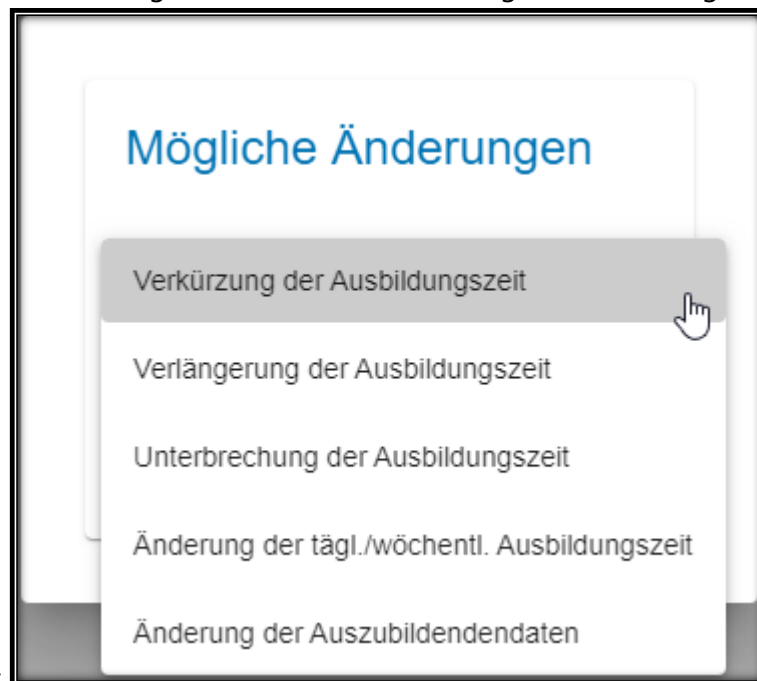 Mögliche Änderungen
Verkürzung der Ausbildungszeit
Verlängerung der Ausbildungszeit
Unterbrechung der Ausbildungszeit
Änderung der tägl./wöchentl. Ausbildungszeit
Änderung der Auszubildendendaten